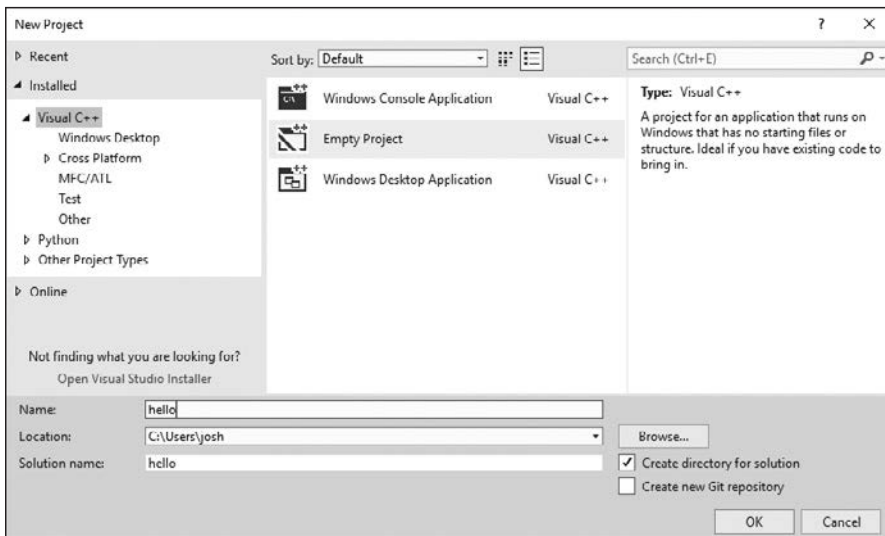 New Project
? ×
Recent
Installed
Visual C++
Windows Desktop
Cross Platform
MFC/ATL
Test
Other
Python
Other Project Types
Online
Not finding what you are looking for?
Open Visual Studio Installer
Sort by: Default
Windows Console Application Visual C++
Empty Project Visual C++
Windows Desktop Application Visual C++
Search (Ctrl+E)
Type: Visual C++
A project for an application that runs on
Windows that has no starting files or
structure. Ideal if you have existing code to
bring in.
Name: hello
Location: C:\Users\josh
Browse...
Solution name: hello
Create directory for solution
Create new Git repository
OK Cancel